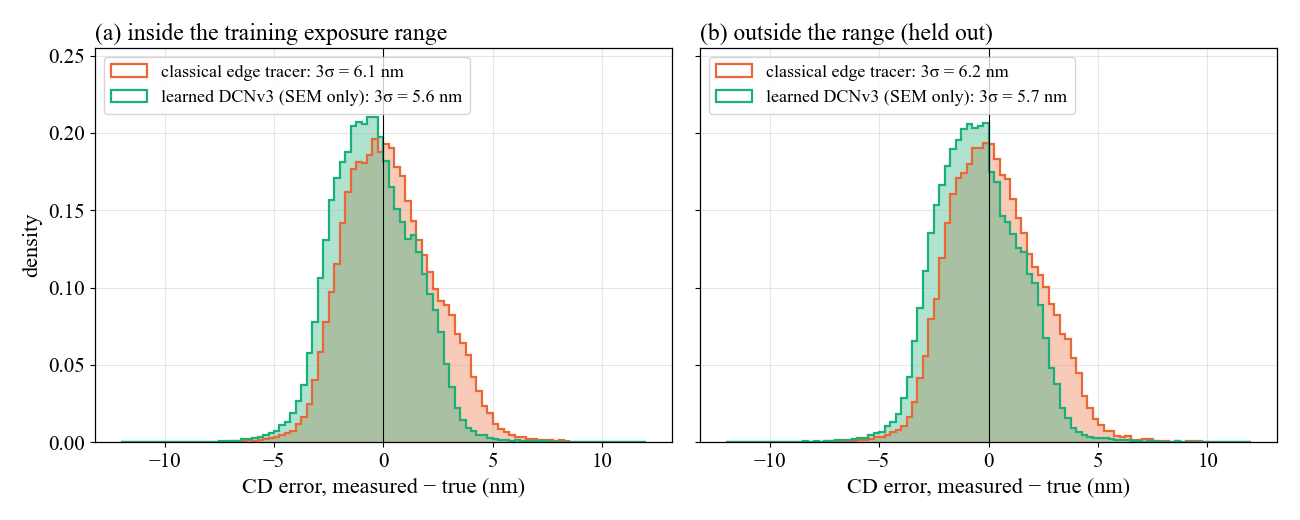 (a) inside the training exposure range
classical edge tracer: 3σ = 6.1 nm
learned DCNv3 (SEM only): 3σ = 5.6 nm
density
0.25
0.20
0.15
0.10
0.05
0.00
−10
−5
0
5
10
CD error, measured − true (nm)
(b) outside the range (held out)
classical edge tracer: 3σ = 6.2 nm
learned DCNv3 (SEM only): 3σ = 5.7 nm
−10
−5
0
5
10
CD error, measured − true (nm)